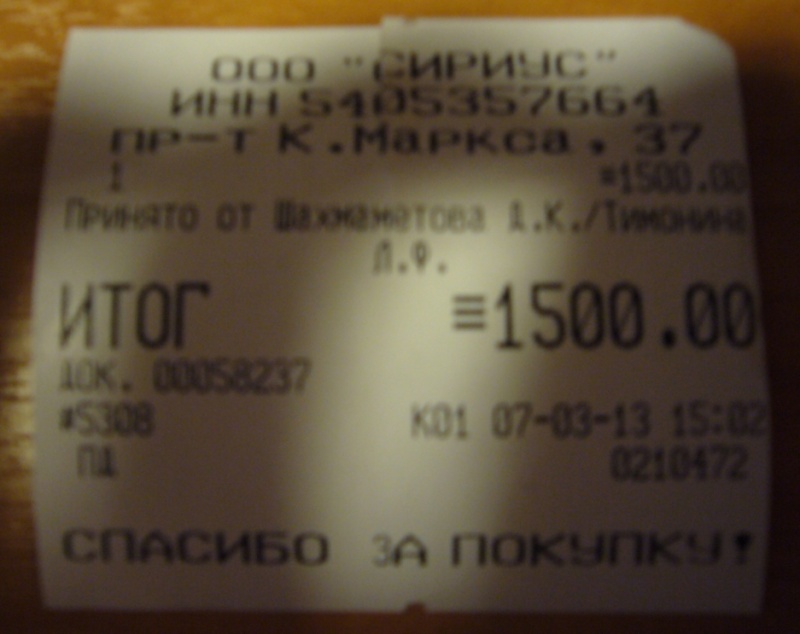 ООО "СИРИУС"
ИНН 5405357664
пр-т К.Маркса, 37
1 =1500.00
Принято от Шахмаметова Д.К./Тимонина
Л.Ф.
ИТОГ ≡1500.00
ДОК. 00058237
#5308 К01 07-03-13 15:02
ПД 0210472
СПАСИБО ЗА ПОКУПКУ!